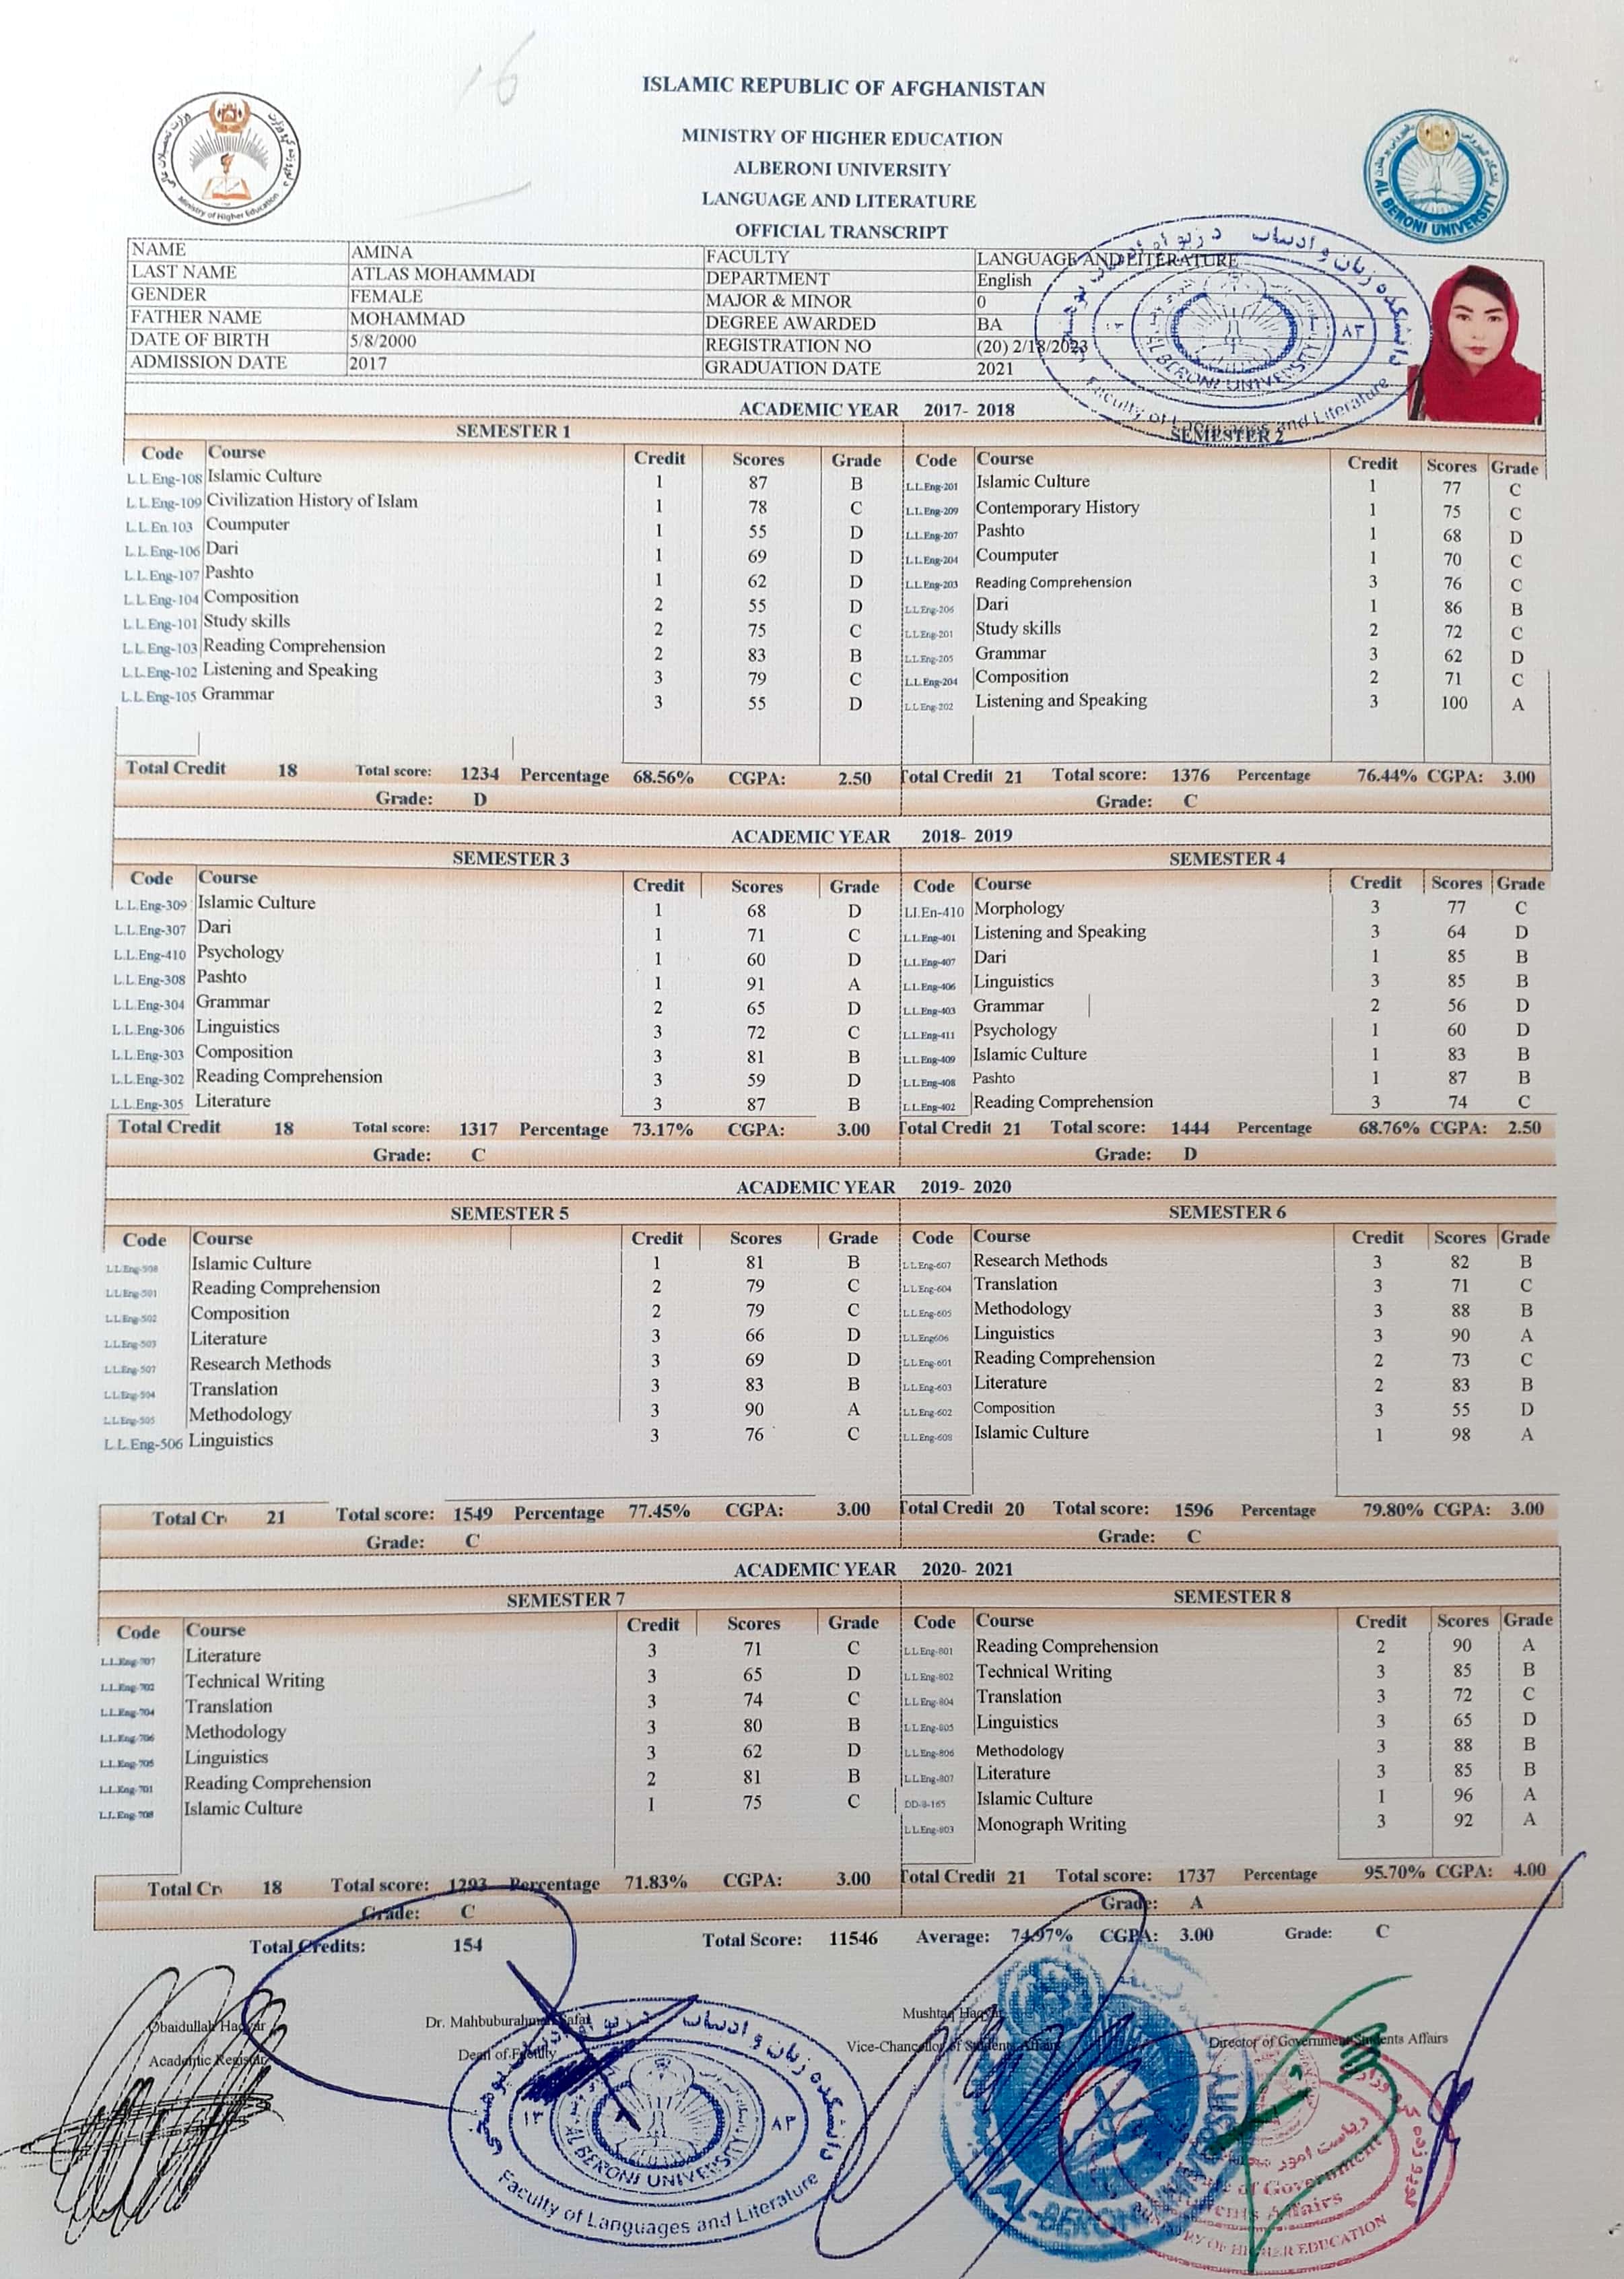 16
ISLAMIC REPUBLIC OF AFGHANISTAN
MINISTRY OF HIGHER EDUCATION
ALBERONI UNIVERSITY
LANGUAGE AND LITERATURE
OFFICIAL TRANSCRIPT
Ministry of Higher Education
AL BERONI UNIVERSITY
NAME AMINA FACULTY LANGUAGE AND LITERATURE
LAST NAME ATLAS MOHAMMADI DEPARTMENT English
GENDER FEMALE MAJOR & MINOR 0
FATHER NAME MOHAMMAD DEGREE AWARDED BA
DATE OF BIRTH 5/8/2000 REGISTRATION NO (20) 2/18/2023
ADMISSION DATE 2017 GRADUATION DATE 2021
ACADEMIC YEAR 2017- 2018
SEMESTER 1 SEMESTER 2
Code Course Credit Scores Grade Code Course Credit Scores Grade
L.L.Eng-108 Islamic Culture 1 87 B L.L.Eng-201 Islamic Culture 1 77 C
L.L.Eng-109 Civilization History of Islam 1 78 C L.L.Eng-209 Contemporary History 1 75 C
L.L.En.103 Coumputer 1 55 D L.L.Eng-207 Pashto 1 68 D
L.L.Eng-106 Dari 1 69 D L.L.Eng-204 Coumputer 1 70 C
L.L.Eng-107 Pashto 1 62 D L.L.Eng-203 Reading Comprehension 3 76 C
L.L.Eng-104 Composition 2 55 D L.L.Eng-206 Dari 1 86 B
L.L.Eng-101 Study skills 2 75 C L.L.Eng-201 Study skills 2 72 C
L.L.Eng-103 Reading Comprehension 2 83 B L.L.Eng-205 Grammar 3 62 D
L.L.Eng-102 Listening and Speaking 3 79 C L.L.Eng-204 Composition 2 71 C
L.L.Eng-105 Grammar 3 55 D L.L.Eng-202 Listening and Speaking 3 100 A
Total Credit 18 Total score: 1234 Percentage 68.56% CGPA: 2.50 Total Credit 21 Total score: 1376 Percentage 76.44% CGPA: 3.00
Grade: D Grade: C
ACADEMIC YEAR 2018- 2019
SEMESTER 3 SEMESTER 4
Code Course Credit Scores Grade Code Course Credit Scores Grade
L.L.Eng-309 Islamic Culture 1 68 D LI.En-410 Morphology 3 77 C
L.L.Eng-307 Dari 1 71 C L.L.Eng-401 Listening and Speaking 3 64 D
L.L.Eng-410 Psychology 1 60 D L.L.Eng-407 Dari 1 85 B
L.L.Eng-308 Pashto 1 91 A L.L.Eng-406 Linguistics 3 85 B
L.L.Eng-304 Grammar 2 65 D L.L.Eng-403 Grammar 2 56 D
L.L.Eng-306 Linguistics 3 72 C L.L.Eng-411 Psychology 1 60 D
L.L.Eng-303 Composition 3 81 B L.L.Eng-409 Islamic Culture 1 83 B
L.L.Eng-302 Reading Comprehension 3 59 D L.L.Eng-408 Pashto 1 87 B
L.L.Eng-305 Literature 3 87 B L.L.Eng-402 Reading Comprehension 3 74 C
Total Credit 18 Total score: 1317 Percentage 73.17% CGPA: 3.00 Total Credit 21 Total score: 1444 Percentage 68.76% CGPA: 2.50
Grade: C Grade: D
ACADEMIC YEAR 2019- 2020
SEMESTER 5 SEMESTER 6
Code Course Credit Scores Grade Code Course Credit Scores Grade
L.L.Eng-508 Islamic Culture 1 81 B L.L.Eng-607 Research Methods 3 82 B
L.L.Eng-501 Reading Comprehension 2 79 C L.L.Eng-604 Translation 3 71 C
L.L.Eng-502 Composition 2 79 C L.L.Eng-605 Methodology 3 88 B
L.L.Eng-503 Literature 3 66 D L.L.Eng606 Linguistics 3 90 A
L.L.Eng-507 Research Methods 3 69 D L.L.Eng-601 Reading Comprehension 2 73 C
L.L.Eng-504 Translation 3 83 B L.L.Eng-603 Literature 2 83 B
L.L.Eng-505 Methodology 3 90 A L.L.Eng-602 Composition 3 55 D
L.L.Eng-506 Linguistics 3 76 C L.L.Eng-608 Islamic Culture 1 98 A
Total Cr 21 Total score: 1549 Percentage 77.45% CGPA: 3.00 Total Credit 20 Total score: 1596 Percentage 79.80% CGPA: 3.00
Grade: C Grade: C
ACADEMIC YEAR 2020- 2021
SEMESTER 7 SEMESTER 8
Code Course Credit Scores Grade Code Course Credit Scores Grade
L.L.Eng-707 Literature 3 71 C L.L.Eng-801 Reading Comprehension 2 90 A
L.L.Eng-702 Technical Writing 3 65 D L.L.Eng-802 Technical Writing 3 85 B
L.L.Eng-704 Translation 3 74 C L.L.Eng-804 Translation 3 72 C
L.L.Eng-706 Methodology 3 80 B L.L.Eng-805 Linguistics 3 65 D
L.L.Eng-705 Linguistics 3 62 D L.L.Eng-806 Methodology 3 88 B
L.L.Eng-701 Reading Comprehension 2 81 B L.L.Eng-807 Literature 3 85 B
L.L.Eng-708 Islamic Culture 1 75 C DD-8-165 Islamic Culture 1 96 A
L.L.Eng-803 Monograph Writing 3 92 A
Total Cr 18 Total score: 1293 Percentage 71.83% CGPA: 3.00 Total Credit 21 Total score: 1737 Percentage 95.70% CGPA: 4.00
Grade: C Grade: A
Total Credits: 154 Total Score: 11546 Average: 74.97% CGPA: 3.00 Grade: C
Obaidullah Haqyar Dr. Mahbuburahman Safai Mushtaq Haqyar
Academic Registar Dean of Faculty Vice-Chancellor of Students Affairs Director of Government Students Affairs
دانشکده زبان و ادبیات
۱۳ ۸۳
AL BERONI UNIVERSITY
Faculty of Languages and Literature
AL-BERONI UNIVERSITY
MINISTRY OF HIGHER EDUCATION